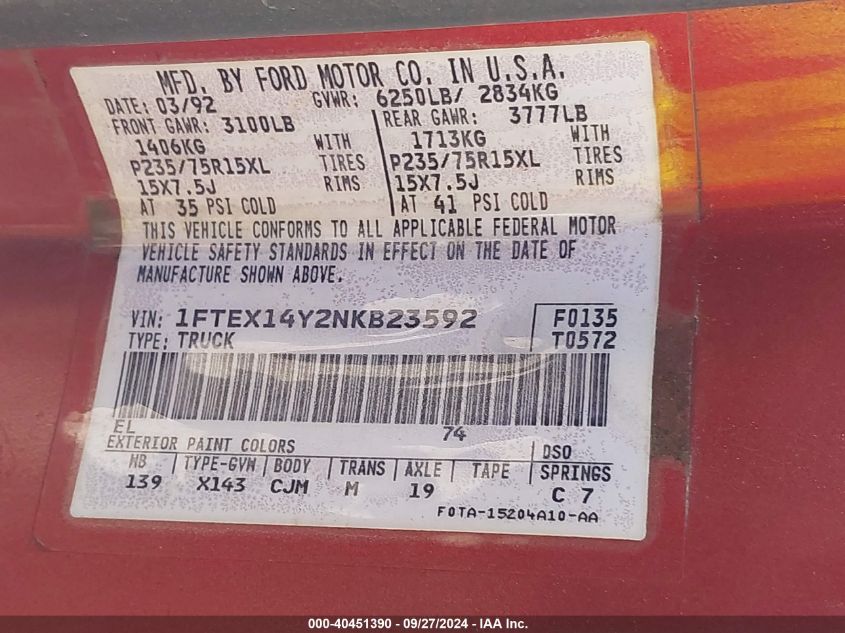 MFD. BY FORD MOTOR CO. IN U.S.A.
DATE: 03/92 GVWR: 6250LB/ 2834KG
FRONT GAWR: 3100LB REAR GAWR: 3777LB
1406KG WITH 1713KG WITH
P235/75R15XL TIRES P235/75R15XL TIRES
15X7.5J RIMS 15X7.5J RIMS
AT 35 PSI COLD AT 41 PSI COLD
THIS VEHICLE CONFORMS TO ALL APPLICABLE FEDERAL MOTOR
VEHICLE SAFETY STANDARDS IN EFFECT ON THE DATE OF
MANUFACTURE SHOWN ABOVE.
VIN: 1FTEX14Y2NKB23592 F0135
TYPE: TRUCK T0572
EL 74
EXTERIOR PAINT COLORS DSO
WB TYPE-GVW BODY TRANS AXLE TAPE SPRINGS
139 X143 CJM M 19 C 7
F0TA-15204A10-AA
000-40451390 - 09/27/2024 - IAA Inc.